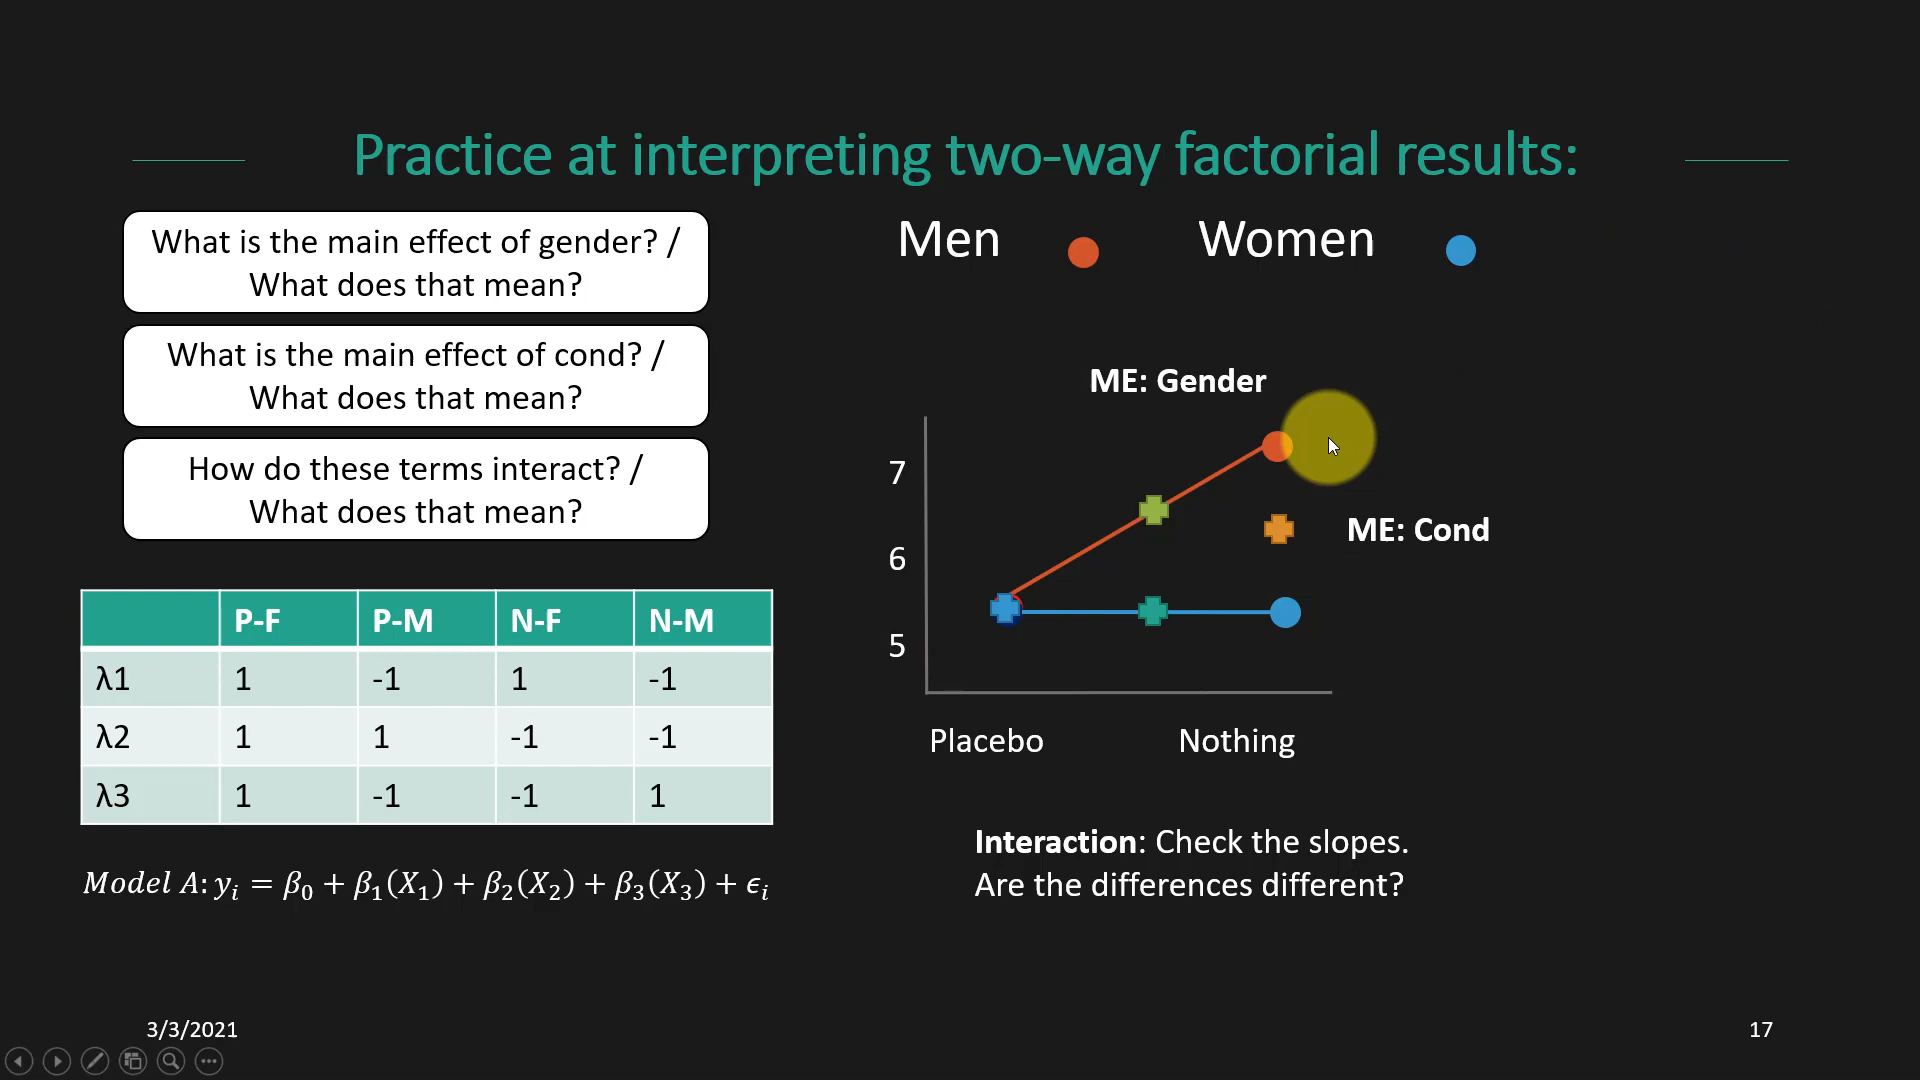 Practice at interpreting two-way factorial results:
What is the main effect of gender? /
What does that mean?
What is the main effect of cond? /
What does that mean?
How do these terms interact? /
What does that mean?
P-F P-M N-F N-M
λ1 1 -1 1 -1
λ2 1 1 -1 -1
λ3 1 -1 -1 1
Model A: yᵢ = β₀ + β₁(X₁) + β₂(X₂) + β₃(X₃) + ϵᵢ
Men Women
ME: Gender
7
ME: Cond
6
5
Placebo Nothing
Interaction: Check the slopes.
Are the differences different?
3/3/2021
17